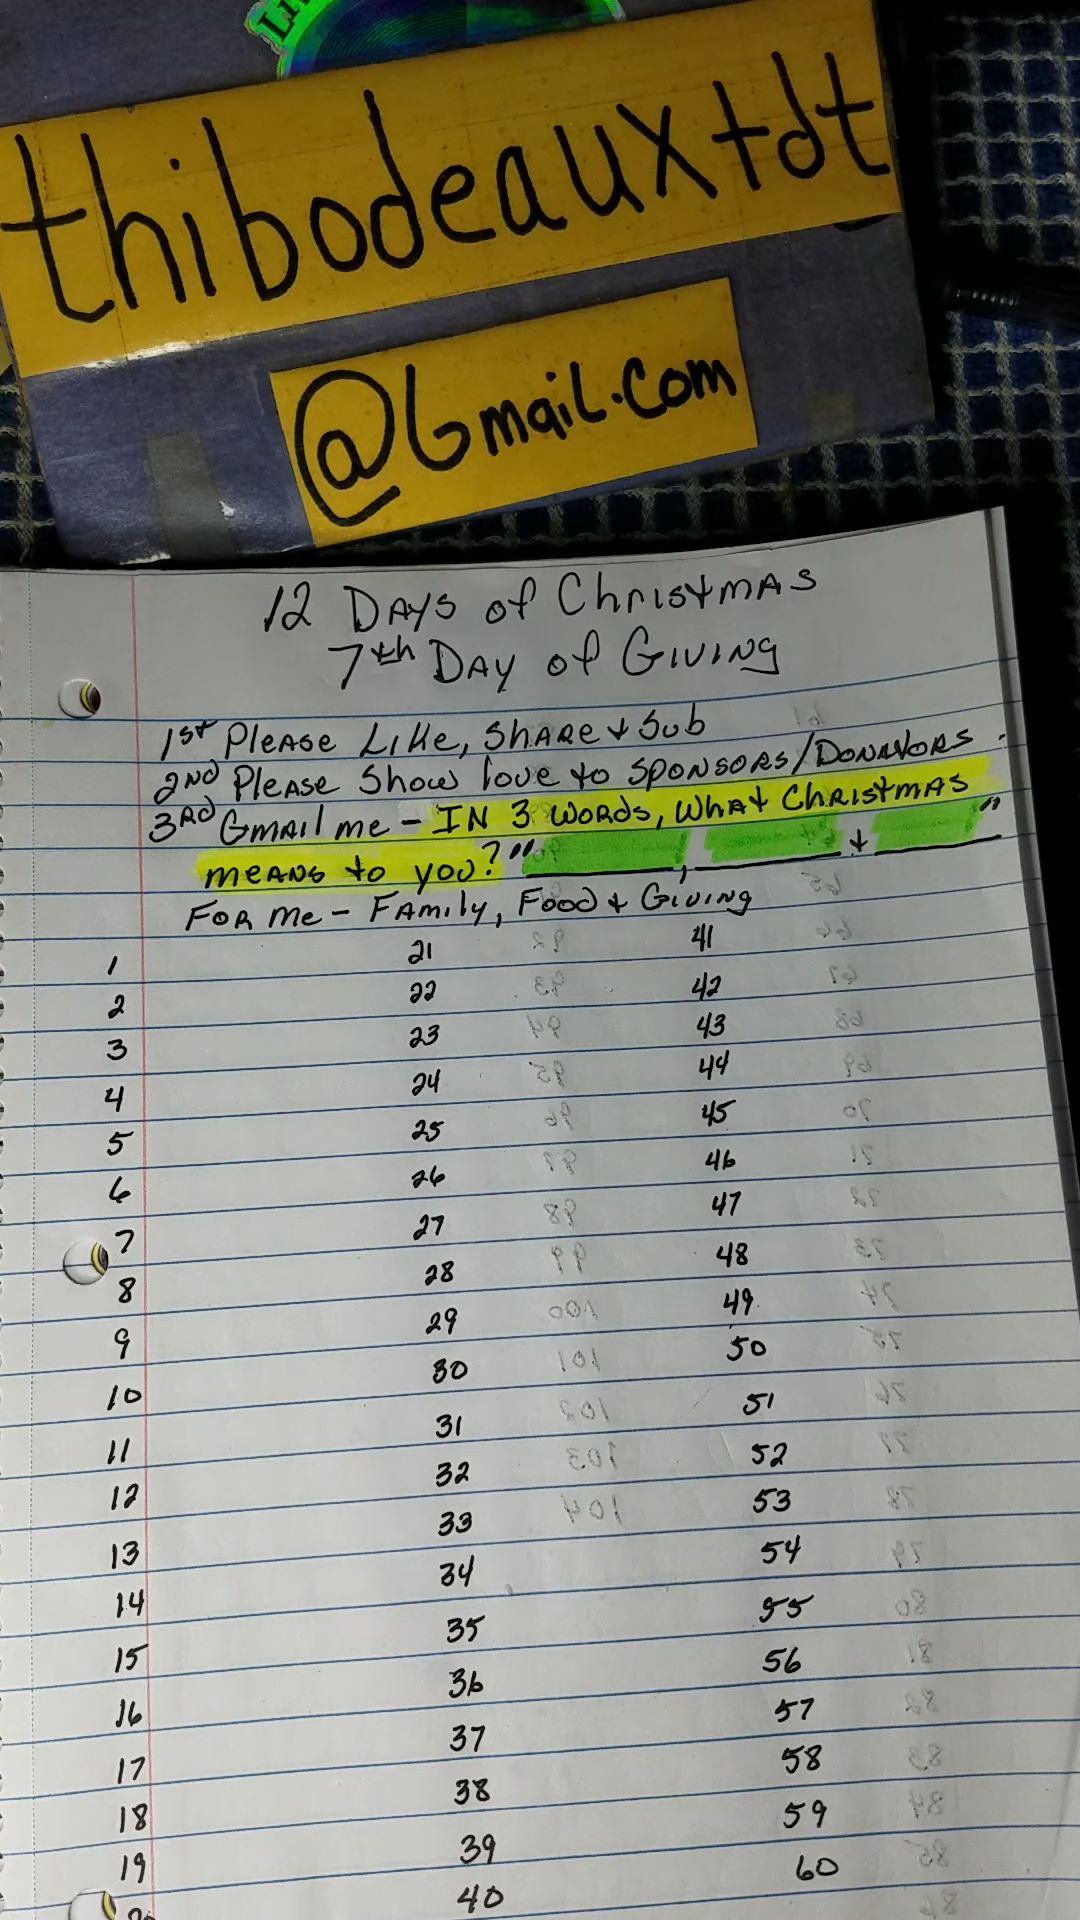 thibodeauxtdt
@Gmail.com
12 Days of Christmas
7th Day of Giving
1st Please Like, Share + Sub
2nd Please Show love to sponsors/Donators.
3rd Gmail me - In 3 words, what Christmas
means to you? " , + "
For me - Family, Food + Giving
1 21 41
2 22 42
3 23 43
4 24 44
5 25 45
6 26 46
7 27 47
8 28 48
9 29 49
10 30 50
11 31 51
12 32 52
13 33 53
14 34 54
15 35 55
16 36 56
17 37 57
18 38 58
19 39 59
40 60